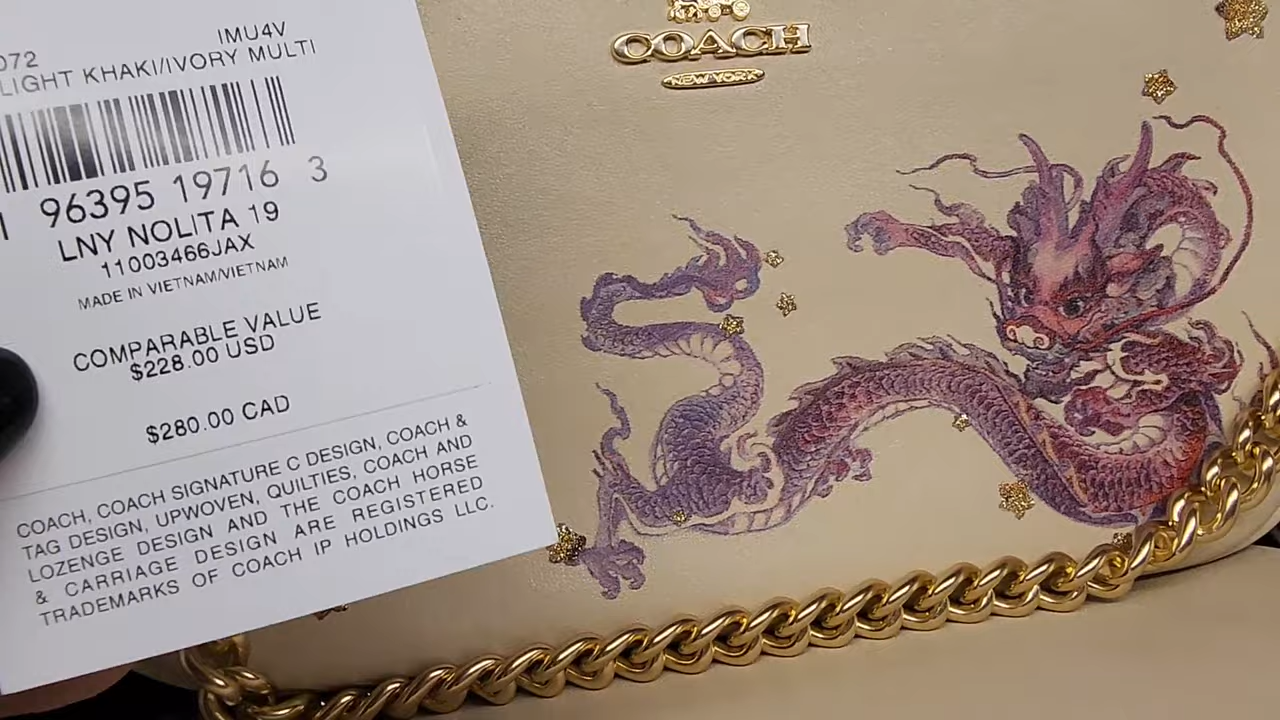 072
IMU4V
LIGHT KHAKI/IVORY MULTI
96395 19716 3
LNY NOLITA 19
11003466JAX
MADE IN VIETNAM/VIETNAM
COMPARABLE VALUE
$228.00 USD
$280.00 CAD
COACH, COACH SIGNATURE C DESIGN, COACH &
TAG DESIGN, UPWOVEN, QUILTIES, COACH AND
LOZENGE DESIGN AND THE COACH HORSE
& CARRIAGE DESIGN ARE REGISTERED
TRADEMARKS OF COACH IP HOLDINGS LLC.
COACH
NEW YORK